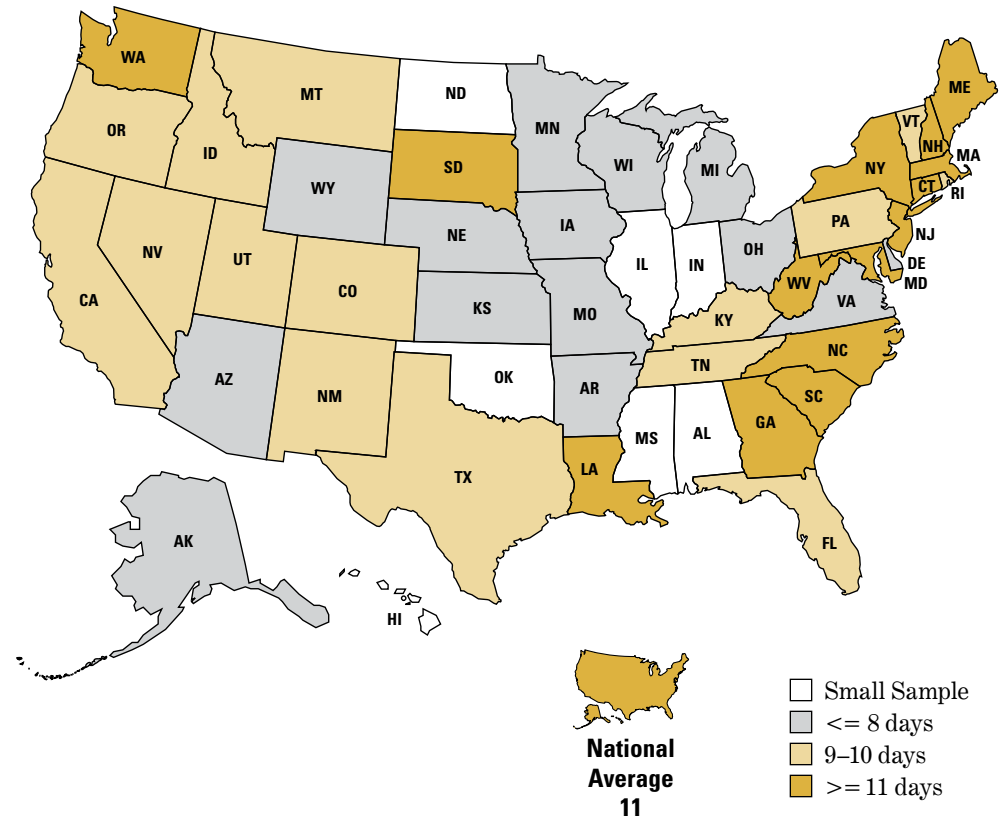 WA
MT
ND
MN
ME
VT
NH
OR
ID
SD
WI
MI
NY
MA
CT
RI
WY
IA
PA
NJ
NE
OH
DE
NV
UT
IL
IN
MD
WV
CA
CO
KS
MO
VA
KY
NC
TN
AZ
NM
OK
AR
SC
MS
AL
GA
LA
TX
FL
AK
HI
Small Sample
<= 8 days
9–10 days
>= 11 days
National
Average
11